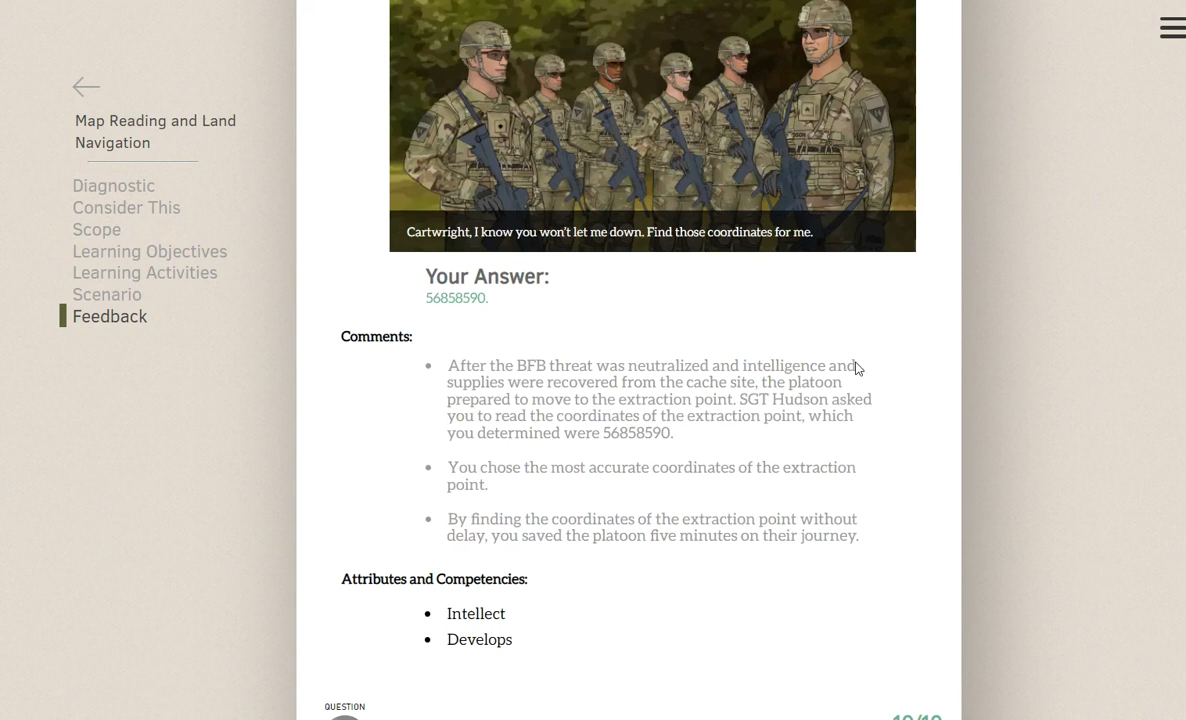 Map Reading and Land
Navigation
Diagnostic
Consider This
Scope
Learning Objectives
Learning Activities
Scenario
Feedback
Cartwright, I know you won't let me down. Find those coordinates for me.
Your Answer:
56858590.
Comments:
• After the BFB threat was neutralized and intelligence and
supplies were recovered from the cache site, the platoon
prepared to move to the extraction point. SGT Hudson asked
you to read the coordinates of the extraction point, which
you determined were 56858590.
• You chose the most accurate coordinates of the extraction
point.
• By finding the coordinates of the extraction point without
delay, you saved the platoon five minutes on their journey.
Attributes and Competencies:
• Intellect
• Develops
QUESTION
10/10